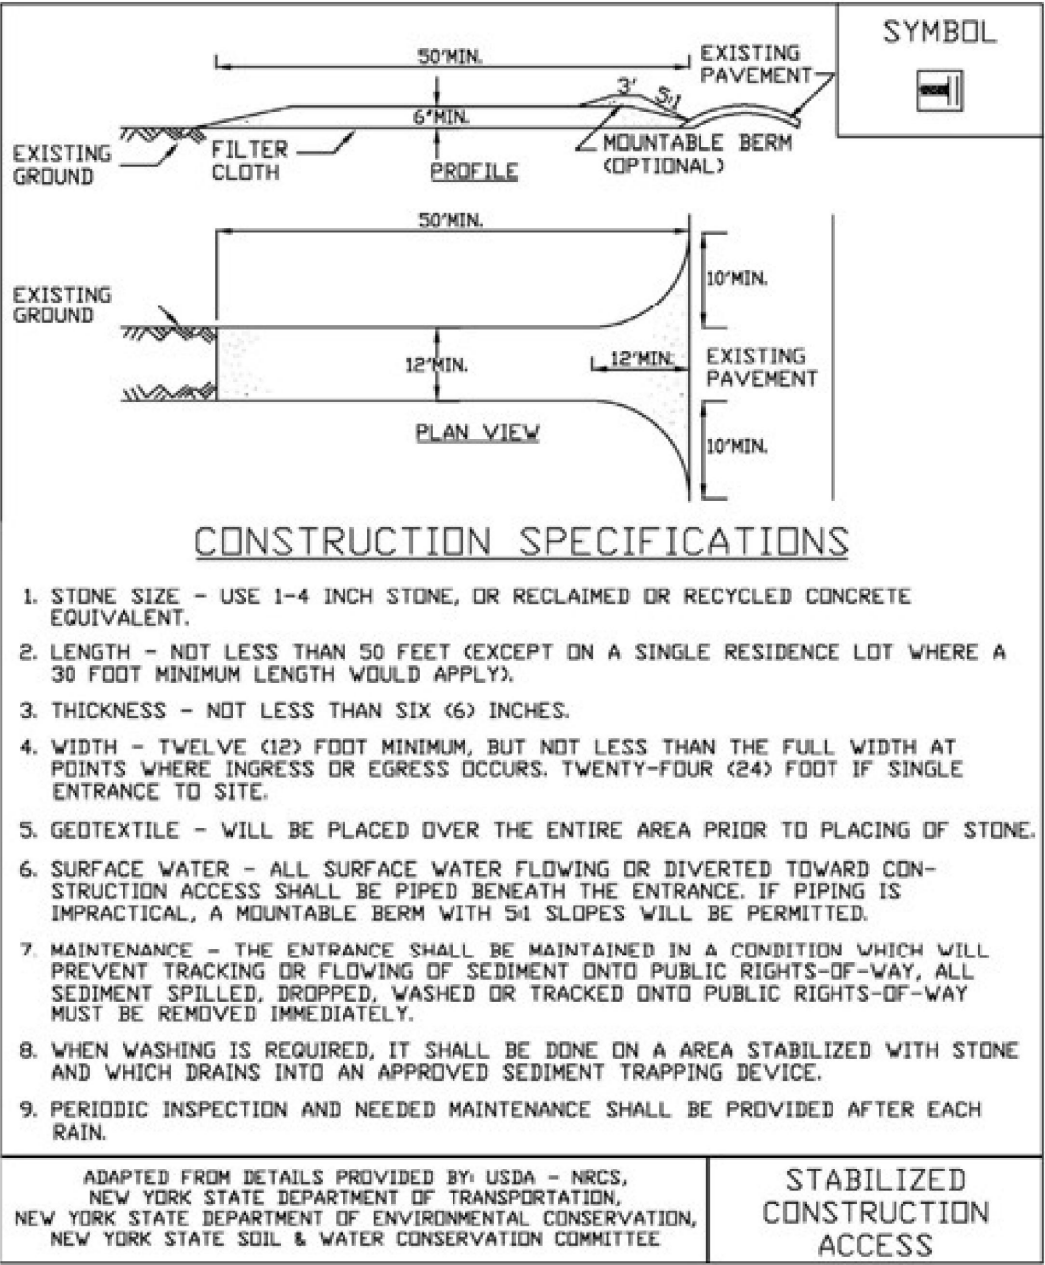 SYMBOL
50'MIN.
EXISTING
PAVEMENT
3'
5:1
6"MIN.
EXISTING
GROUND
FILTER
CLOTH
PROFILE
MOUNTABLE BERM
(OPTIONAL)
50'MIN.
10'MIN.
EXISTING
GROUND
12'MIN.
12'MIN.
EXISTING
PAVEMENT
PLAN VIEW
10'MIN.
CONSTRUCTION SPECIFICATIONS
1. STONE SIZE - USE 1-4 INCH STONE, OR RECLAIMED OR RECYCLED CONCRETE
EQUIVALENT.
2. LENGTH - NOT LESS THAN 50 FEET (EXCEPT ON A SINGLE RESIDENCE LOT WHERE A
30 FOOT MINIMUM LENGTH WOULD APPLY).
3. THICKNESS - NOT LESS THAN SIX (6) INCHES.
4. WIDTH - TWELVE (12) FOOT MINIMUM, BUT NOT LESS THAN THE FULL WIDTH AT
POINTS WHERE INGRESS OR EGRESS OCCURS. TWENTY-FOUR (24) FOOT IF SINGLE
ENTRANCE TO SITE.
5. GEOTEXTILE - WILL BE PLACED OVER THE ENTIRE AREA PRIOR TO PLACING OF STONE.
6. SURFACE WATER - ALL SURFACE WATER FLOWING OR DIVERTED TOWARD CON-
STRUCTION ACCESS SHALL BE PIPED BENEATH THE ENTRANCE. IF PIPING IS
IMPRACTICAL, A MOUNTABLE BERM WITH 5:1 SLOPES WILL BE PERMITTED.
7. MAINTENANCE - THE ENTRANCE SHALL BE MAINTAINED IN A CONDITION WHICH WILL
PREVENT TRACKING OR FLOWING OF SEDIMENT ONTO PUBLIC RIGHTS-OF-WAY, ALL
SEDIMENT SPILLED, DROPPED, WASHED OR TRACKED ONTO PUBLIC RIGHTS-OF-WAY
MUST BE REMOVED IMMEDIATELY.
8. WHEN WASHING IS REQUIRED, IT SHALL BE DONE ON A AREA STABILIZED WITH STONE
AND WHICH DRAINS INTO AN APPROVED SEDIMENT TRAPPING DEVICE.
9. PERIODIC INSPECTION AND NEEDED MAINTENANCE SHALL BE PROVIDED AFTER EACH
RAIN.
ADAPTED FROM DETAILS PROVIDED BY: USDA - NRCS,
NEW YORK STATE DEPARTMENT OF TRANSPORTATION,
NEW YORK STATE DEPARTMENT OF ENVIRONMENTAL CONSERVATION,
NEW YORK STATE SOIL & WATER CONSERVATION COMMITTEE
STABILIZED
CONSTRUCTION
ACCESS